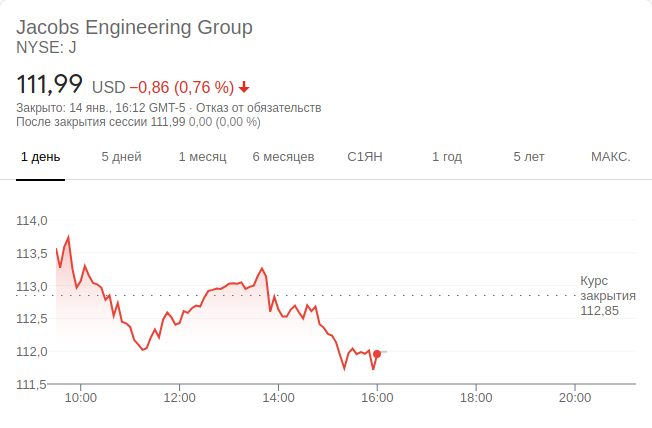 Jacobs Engineering Group
NYSE: J
111,99 USD −0,86 (0,76 %)
Закрыто: 14 янв., 16:12 GMT-5 · Отказ от обязательств
После закрытия сессии 111,99 0,00 (0,00 %)
1 день 5 дней 1 месяц 6 месяцев С1ЯН 1 год 5 лет МАКС.
114,0
113,5
113,0
112,5
112,0
111,5
Курс
закрытия
112,85
10:00 12:00 14:00 16:00 18:00 20:00